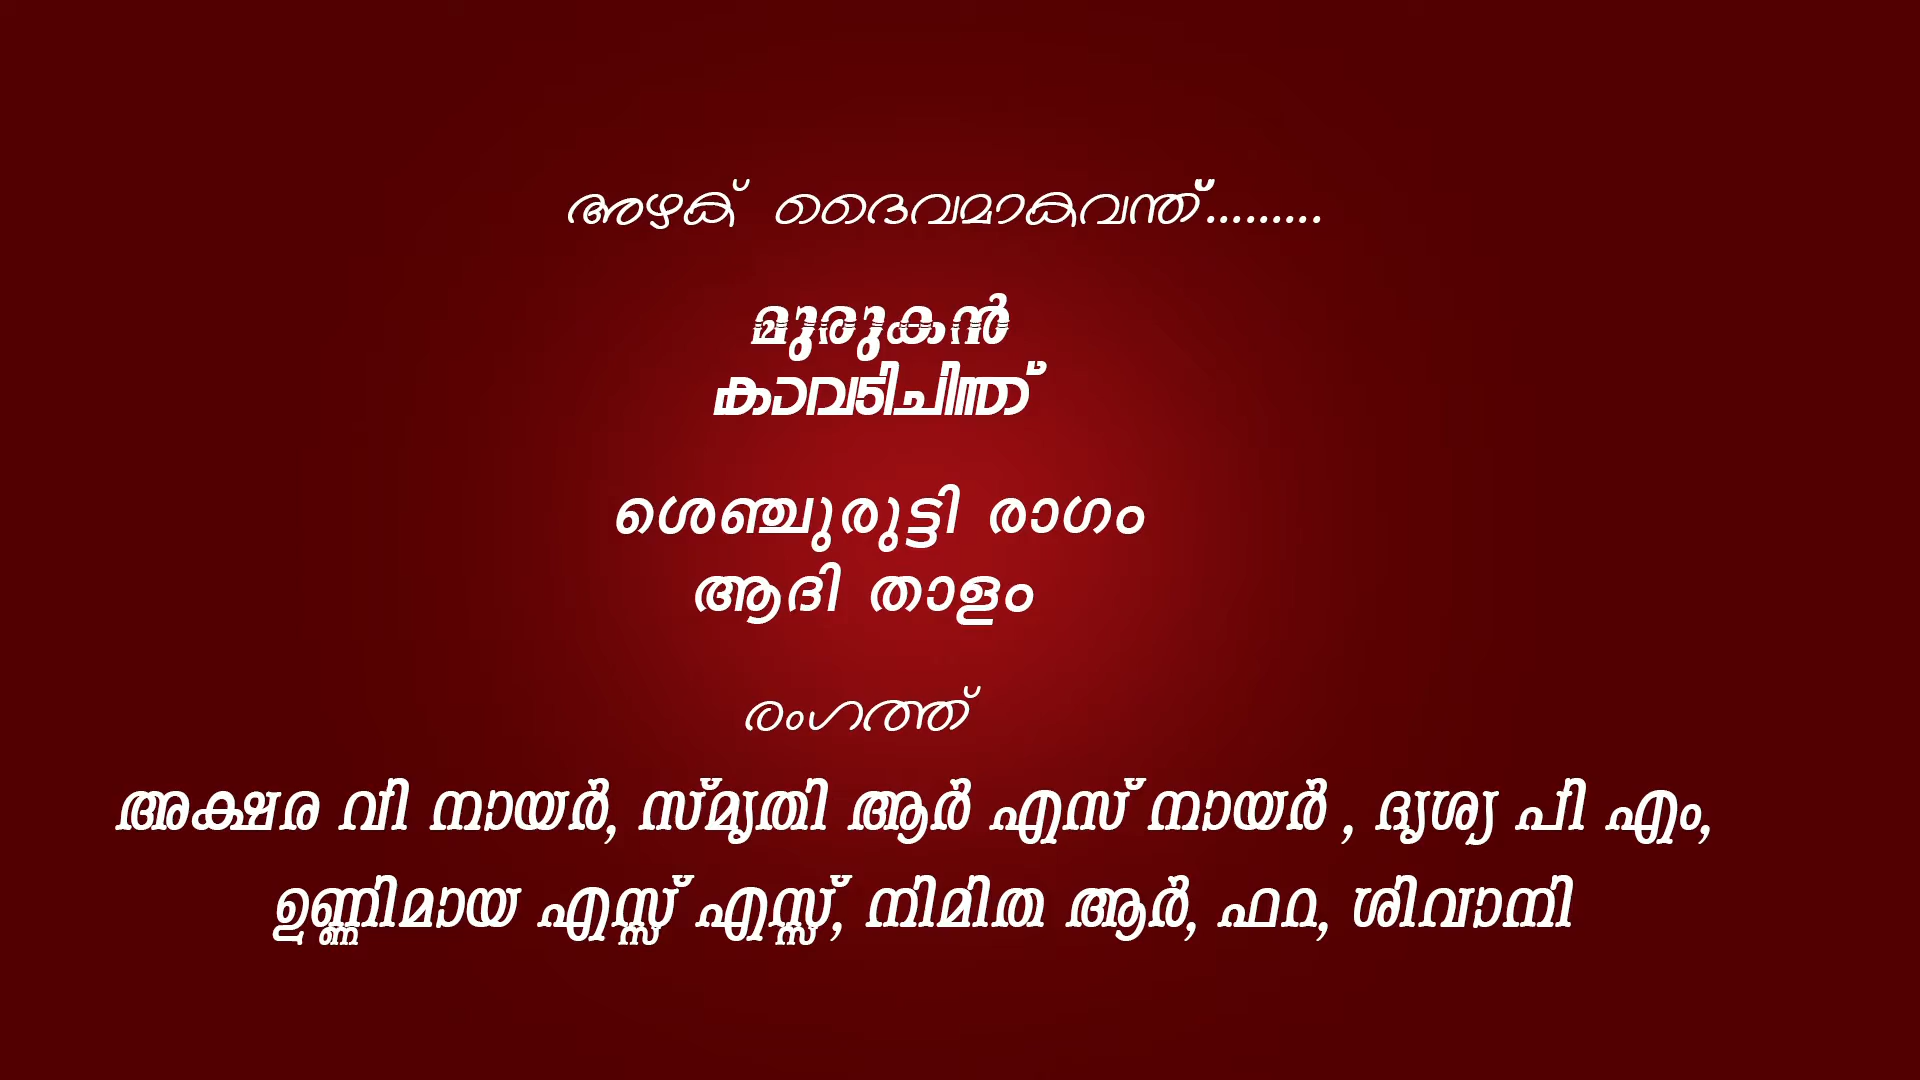 അഴക് ദൈവമാകവന്ത്.........
മുരുകൻ
കാവടിചിന്ത്
ശെഞ്ചുരുട്ടി രാഗം
ആദി താളം
രംഗത്ത്
അക്ഷര വി നായർ, സ്മൃതി ആർ എസ് നായർ , ദൃശ്യ പി എം,
ഉണ്ണിമായ എസ്സ് എസ്സ്, നിമിത ആർ, ഫറ, ശിവാനി